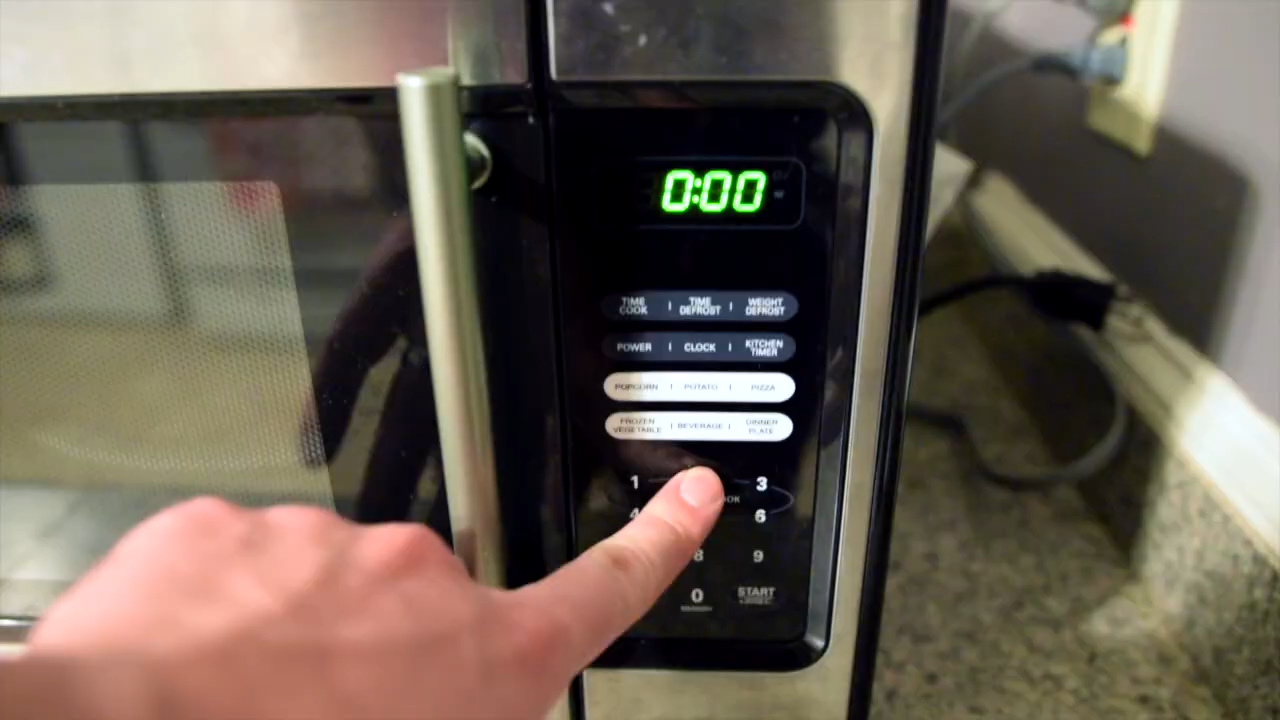 0:00
TIME COOK | TIME DEFROST | WEIGHT DEFROST
POWER | CLOCK | KITCHEN TIMER
POPCORN | POTATO | PIZZA
FROZEN VEGETABLE | BEVERAGE | DINNER PLATE
1 3
4 6
8 9
0 START